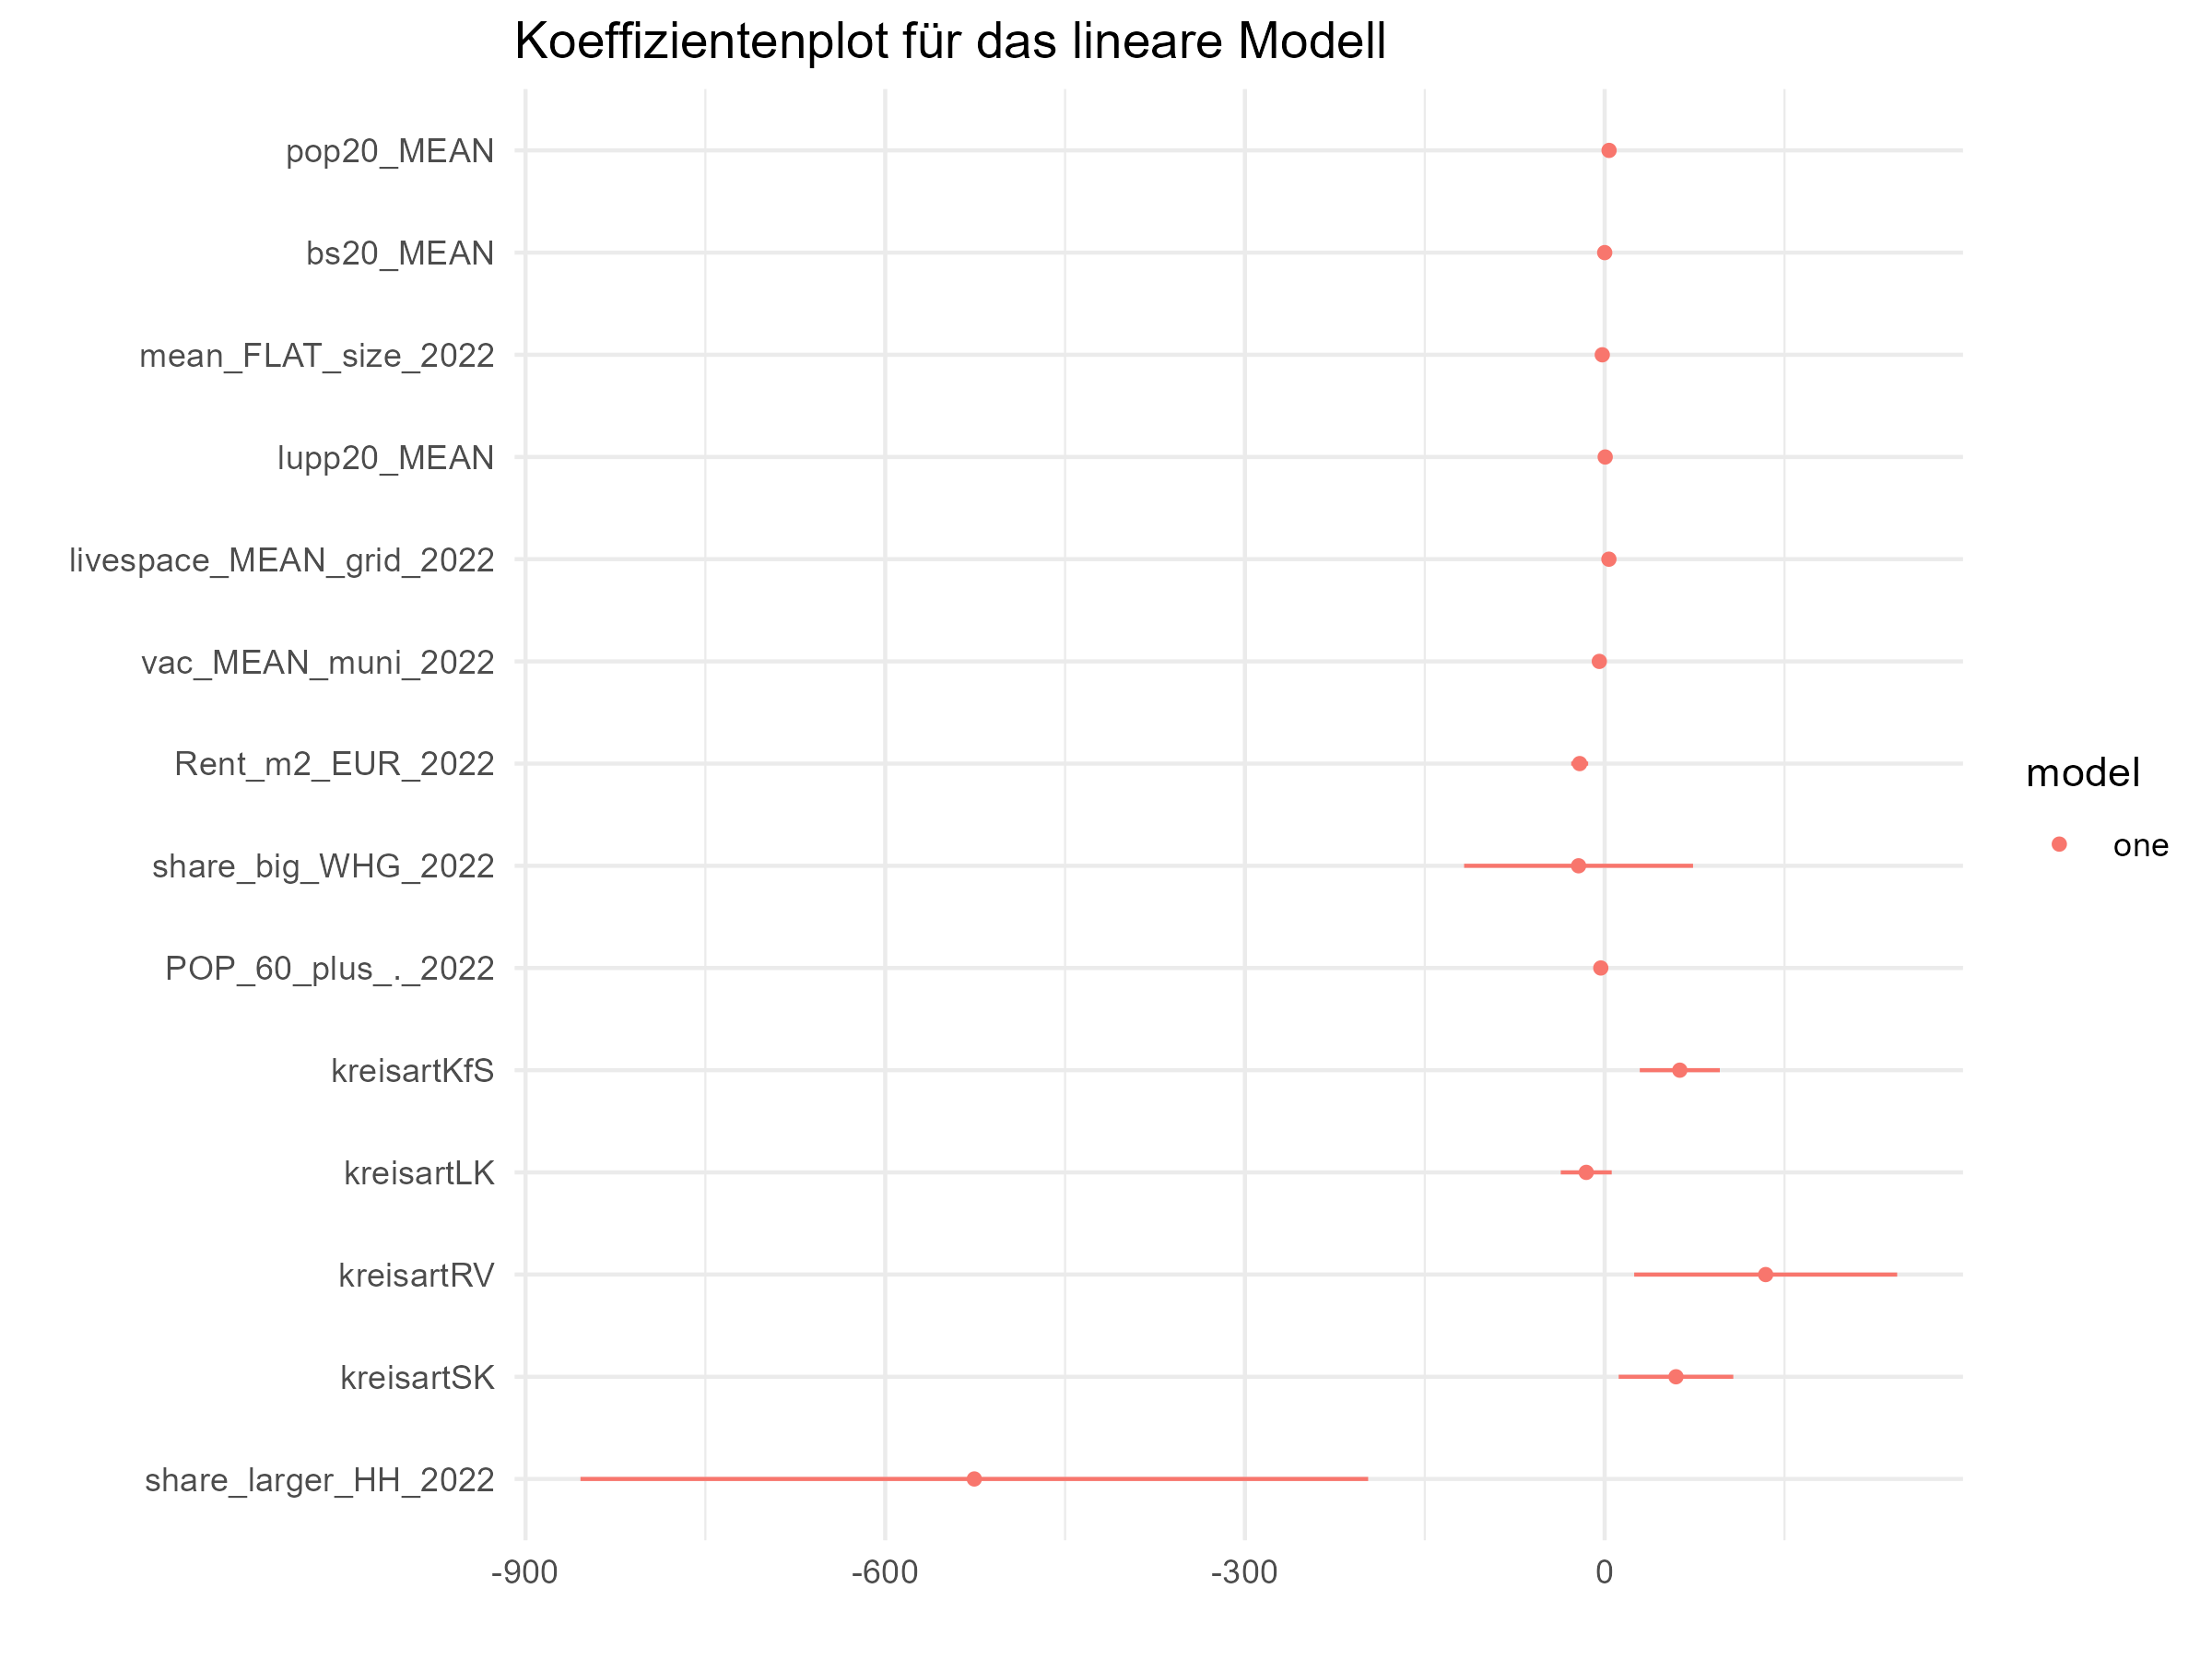 Koeffizientenplot für das lineare Modell
pop20_MEAN
bs20_MEAN
mean_FLAT_size_2022
lupp20_MEAN
livespace_MEAN_grid_2022
vac_MEAN_muni_2022
Rent_m2_EUR_2022
share_big_WHG_2022
POP_60_plus_._2022
kreisartKfS
kreisartLK
kreisartRV
kreisartSK
share_larger_HH_2022
-900 -600 -300 0
model
one